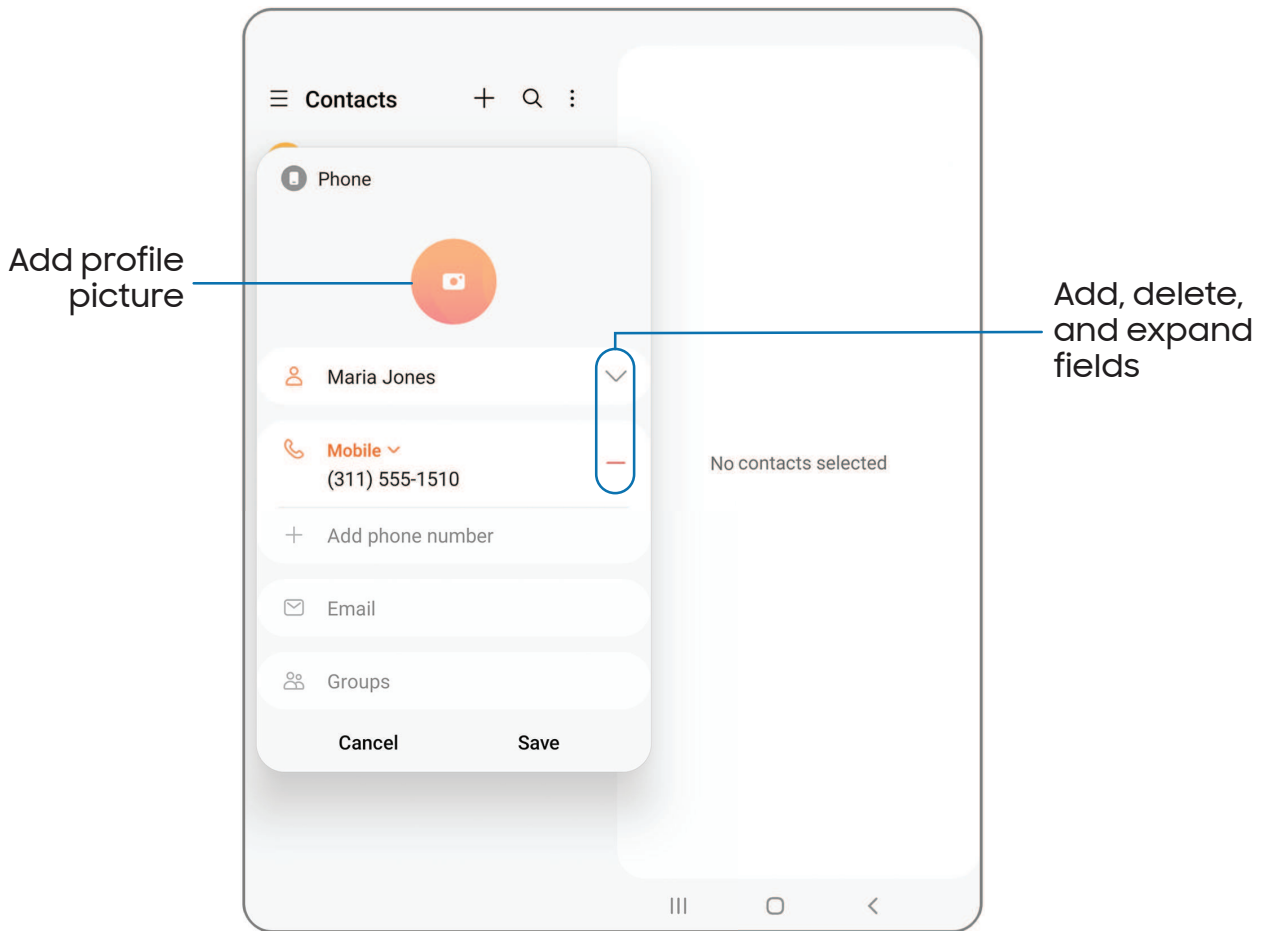 Contacts
Phone
Add profile
picture
Add, delete,
and expand
fields
Maria Jones
Mobile
(311) 555-1510
No contacts selected
Add phone number
Email
Groups
Cancel Save